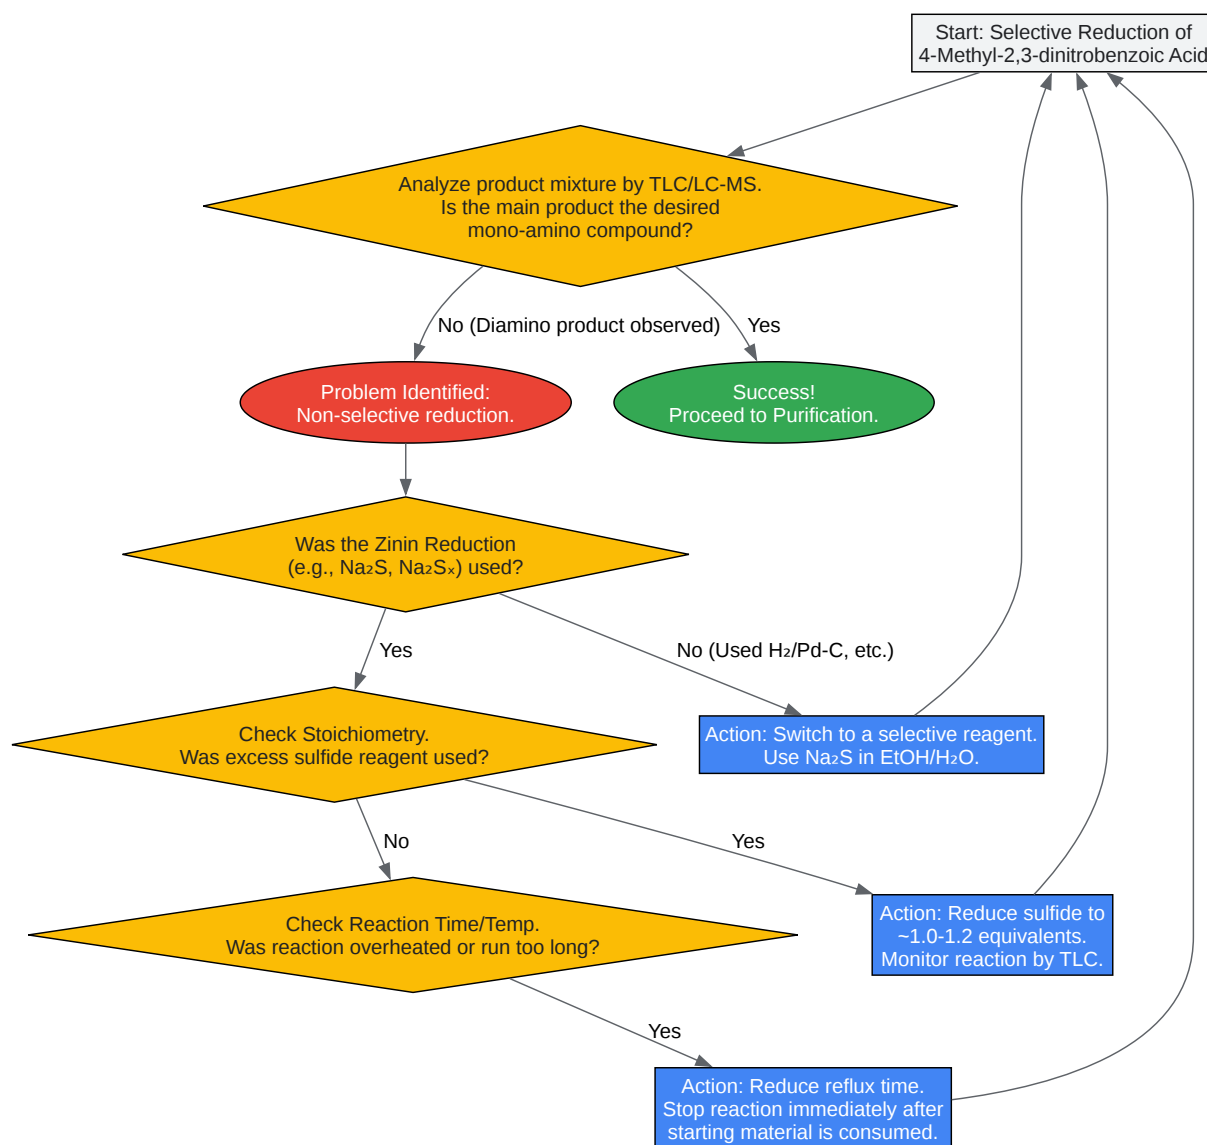 Start: Selective Reduction of
4-Methyl-2,3-dinitrobenzoic Acid
Analyze product mixture by TLC/LC-MS.
Is the main product the desired
mono-amino compound?
No (Diamino product observed)
Yes
Problem Identified:
Non-selective reduction.
Success!
Proceed to Purification.
Was the Zinin Reduction
(e.g., Na₂S, Na₂Sₓ) used?
Yes
No (Used H₂/Pd-C, etc.)
Check Stoichiometry.
Was excess sulfide reagent used?
Action: Switch to a selective reagent.
Use Na₂S in EtOH/H₂O.
No
Yes
Check Reaction Time/Temp.
Was reaction overheated or run too long?
Action: Reduce sulfide to
~1.0-1.2 equivalents.
Monitor reaction by TLC.
Yes
Action: Reduce reflux time.
Stop reaction immediately after
starting material is consumed.